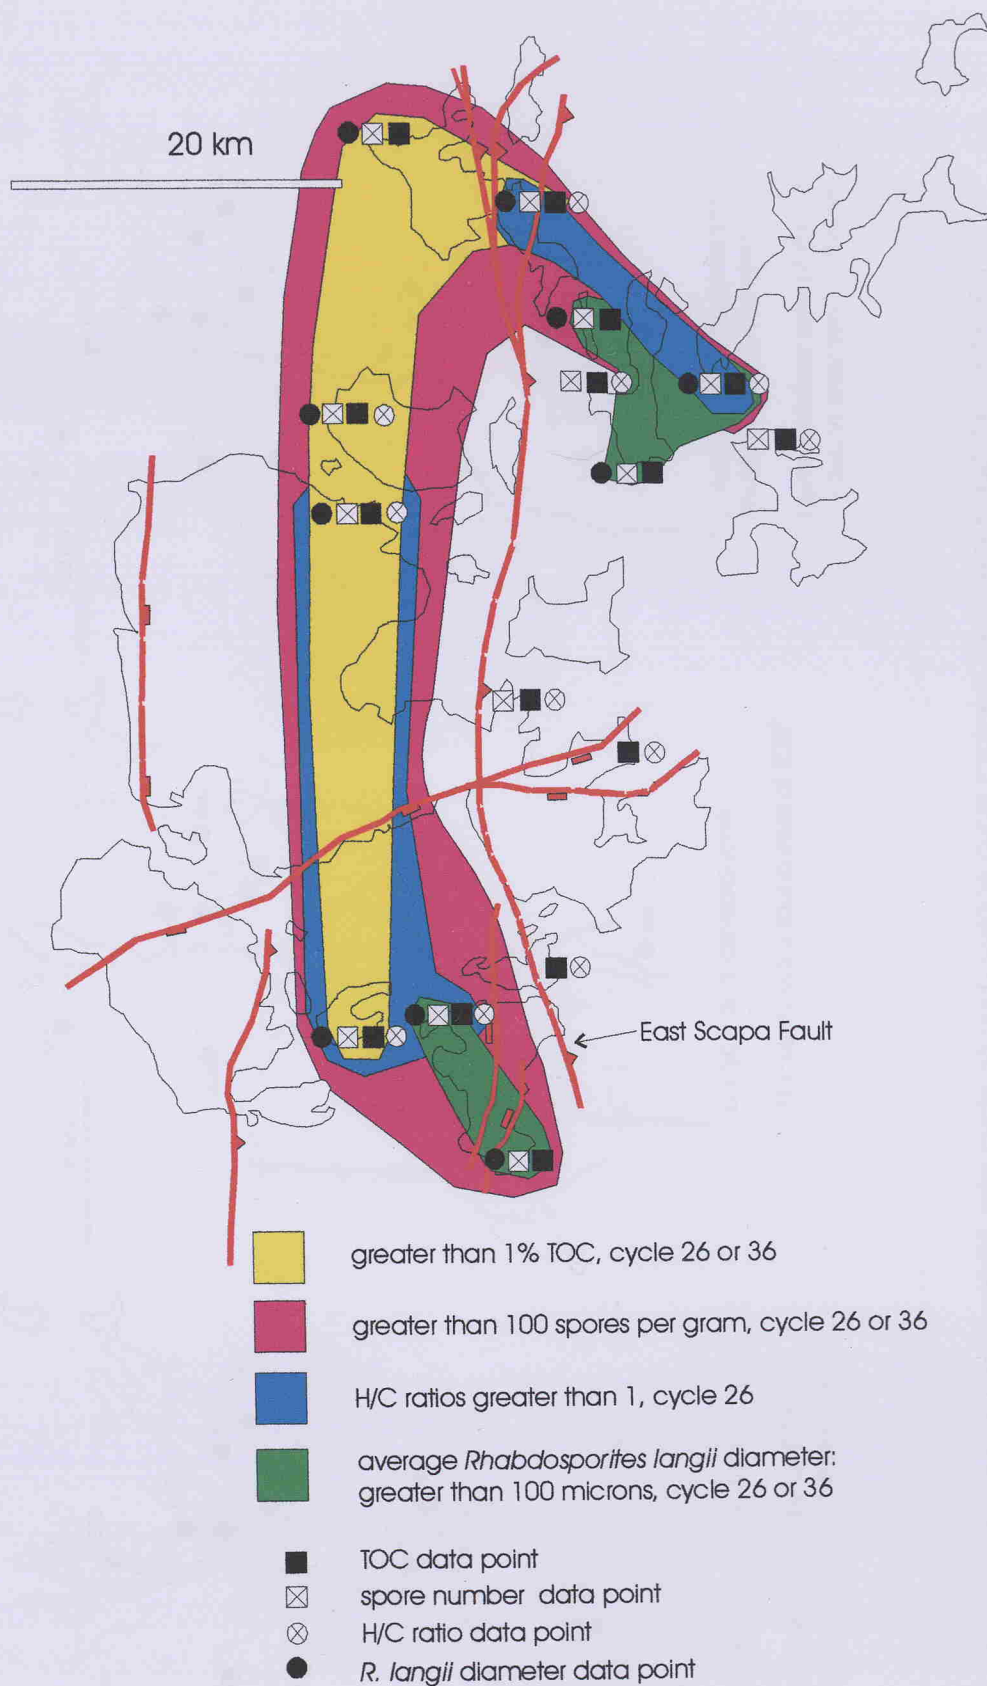 20 km
East Scapa Fault
greater than 1% TOC, cycle 26 or 36
greater than 100 spores per gram, cycle 26 or 36
H/C ratios greater than 1, cycle 26
average Rhabdosporites langii diameter:
greater than 100 microns, cycle 26 or 36
TOC data point
spore number data point
H/C ratio data point
R. langii diameter data point